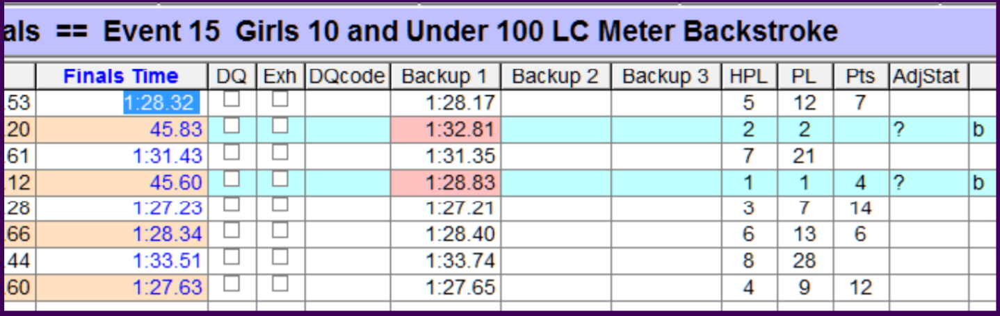 als == Event 15 Girls 10 and Under 100 LC Meter Backstroke
Finals Time DQ Exh DQcode Backup 1 Backup 2 Backup 3 HPL PL Pts AdjStat
.53 1:28.32 1:28.17 5 12 7
.20 45.83 1:32.81 2 2 ? b
.61 1:31.43 1:31.35 7 21
.12 45.60 1:28.83 1 1 4 ? b
.28 1:27.23 1:27.21 3 7 14
.66 1:28.34 1:28.40 6 13 6
.44 1:33.51 1:33.74 8 28
.60 1:27.63 1:27.65 4 9 12